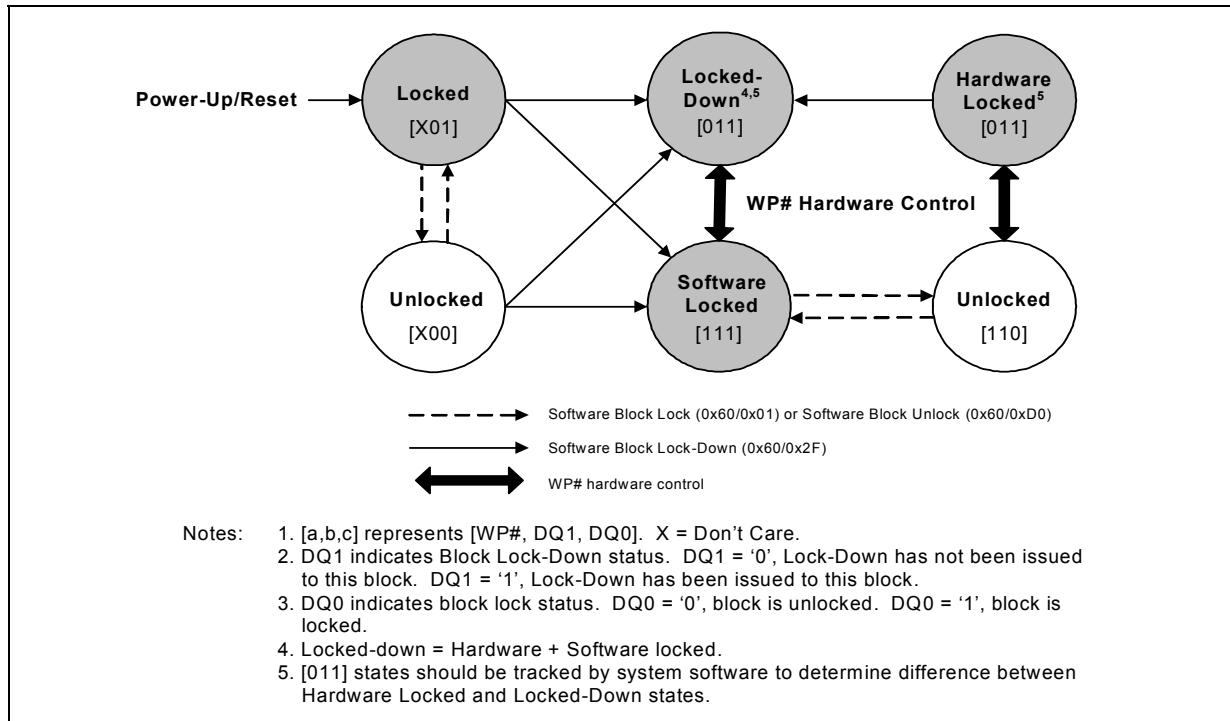 Power-Up/Reset
Locked
[X01]
Locked-
Down4,5
[011]
Hardware
Locked5
[011]
WP# Hardware Control
Unlocked
[X00]
Software
Locked
[111]
Unlocked
[110]
Software Block Lock (0x60/0x01) or Software Block Unlock (0x60/0xD0)
Software Block Lock-Down (0x60/0x2F)
WP# hardware control
Notes: 1. [a,b,c] represents [WP#, DQ1, DQ0]. X = Don't Care.
2. DQ1 indicates Block Lock-Down status. DQ1 = ‘0’, Lock-Down has not been issued
to this block. DQ1 = ‘1’, Lock-Down has been issued to this block.
3. DQ0 indicates block lock status. DQ0 = ‘0’, block is unlocked. DQ0 = ‘1’, block is
locked.
4. Locked-down = Hardware + Software locked.
5. [011] states should be tracked by system software to determine difference between
Hardware Locked and Locked-Down states.